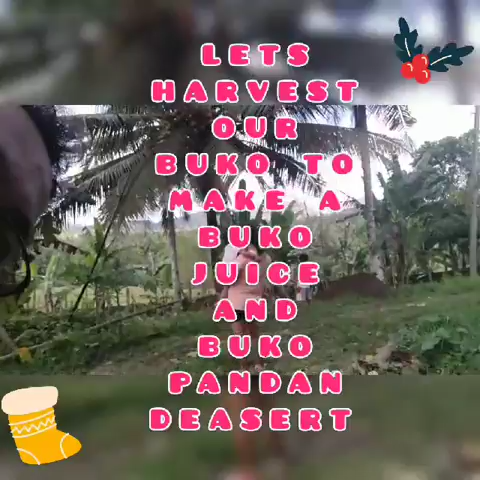 LETS
HARVEST
OUR
BUKO TO
MAKE A
BUKO
JUICE
AND
BUKO
PANDAN
DEASERT